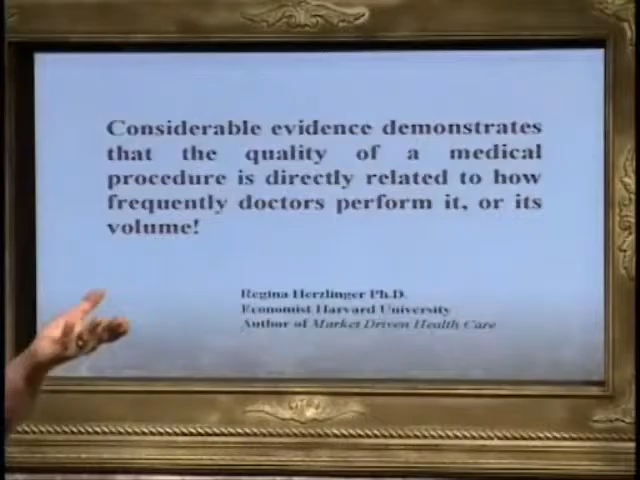 Considerable evidence demonstrates
that the quality of a medical
procedure is directly related to how
frequently doctors perform it, or its
volume!
Regina Herzlinger Ph.D.
Economist Harvard University
Author of Market Driven Health Care